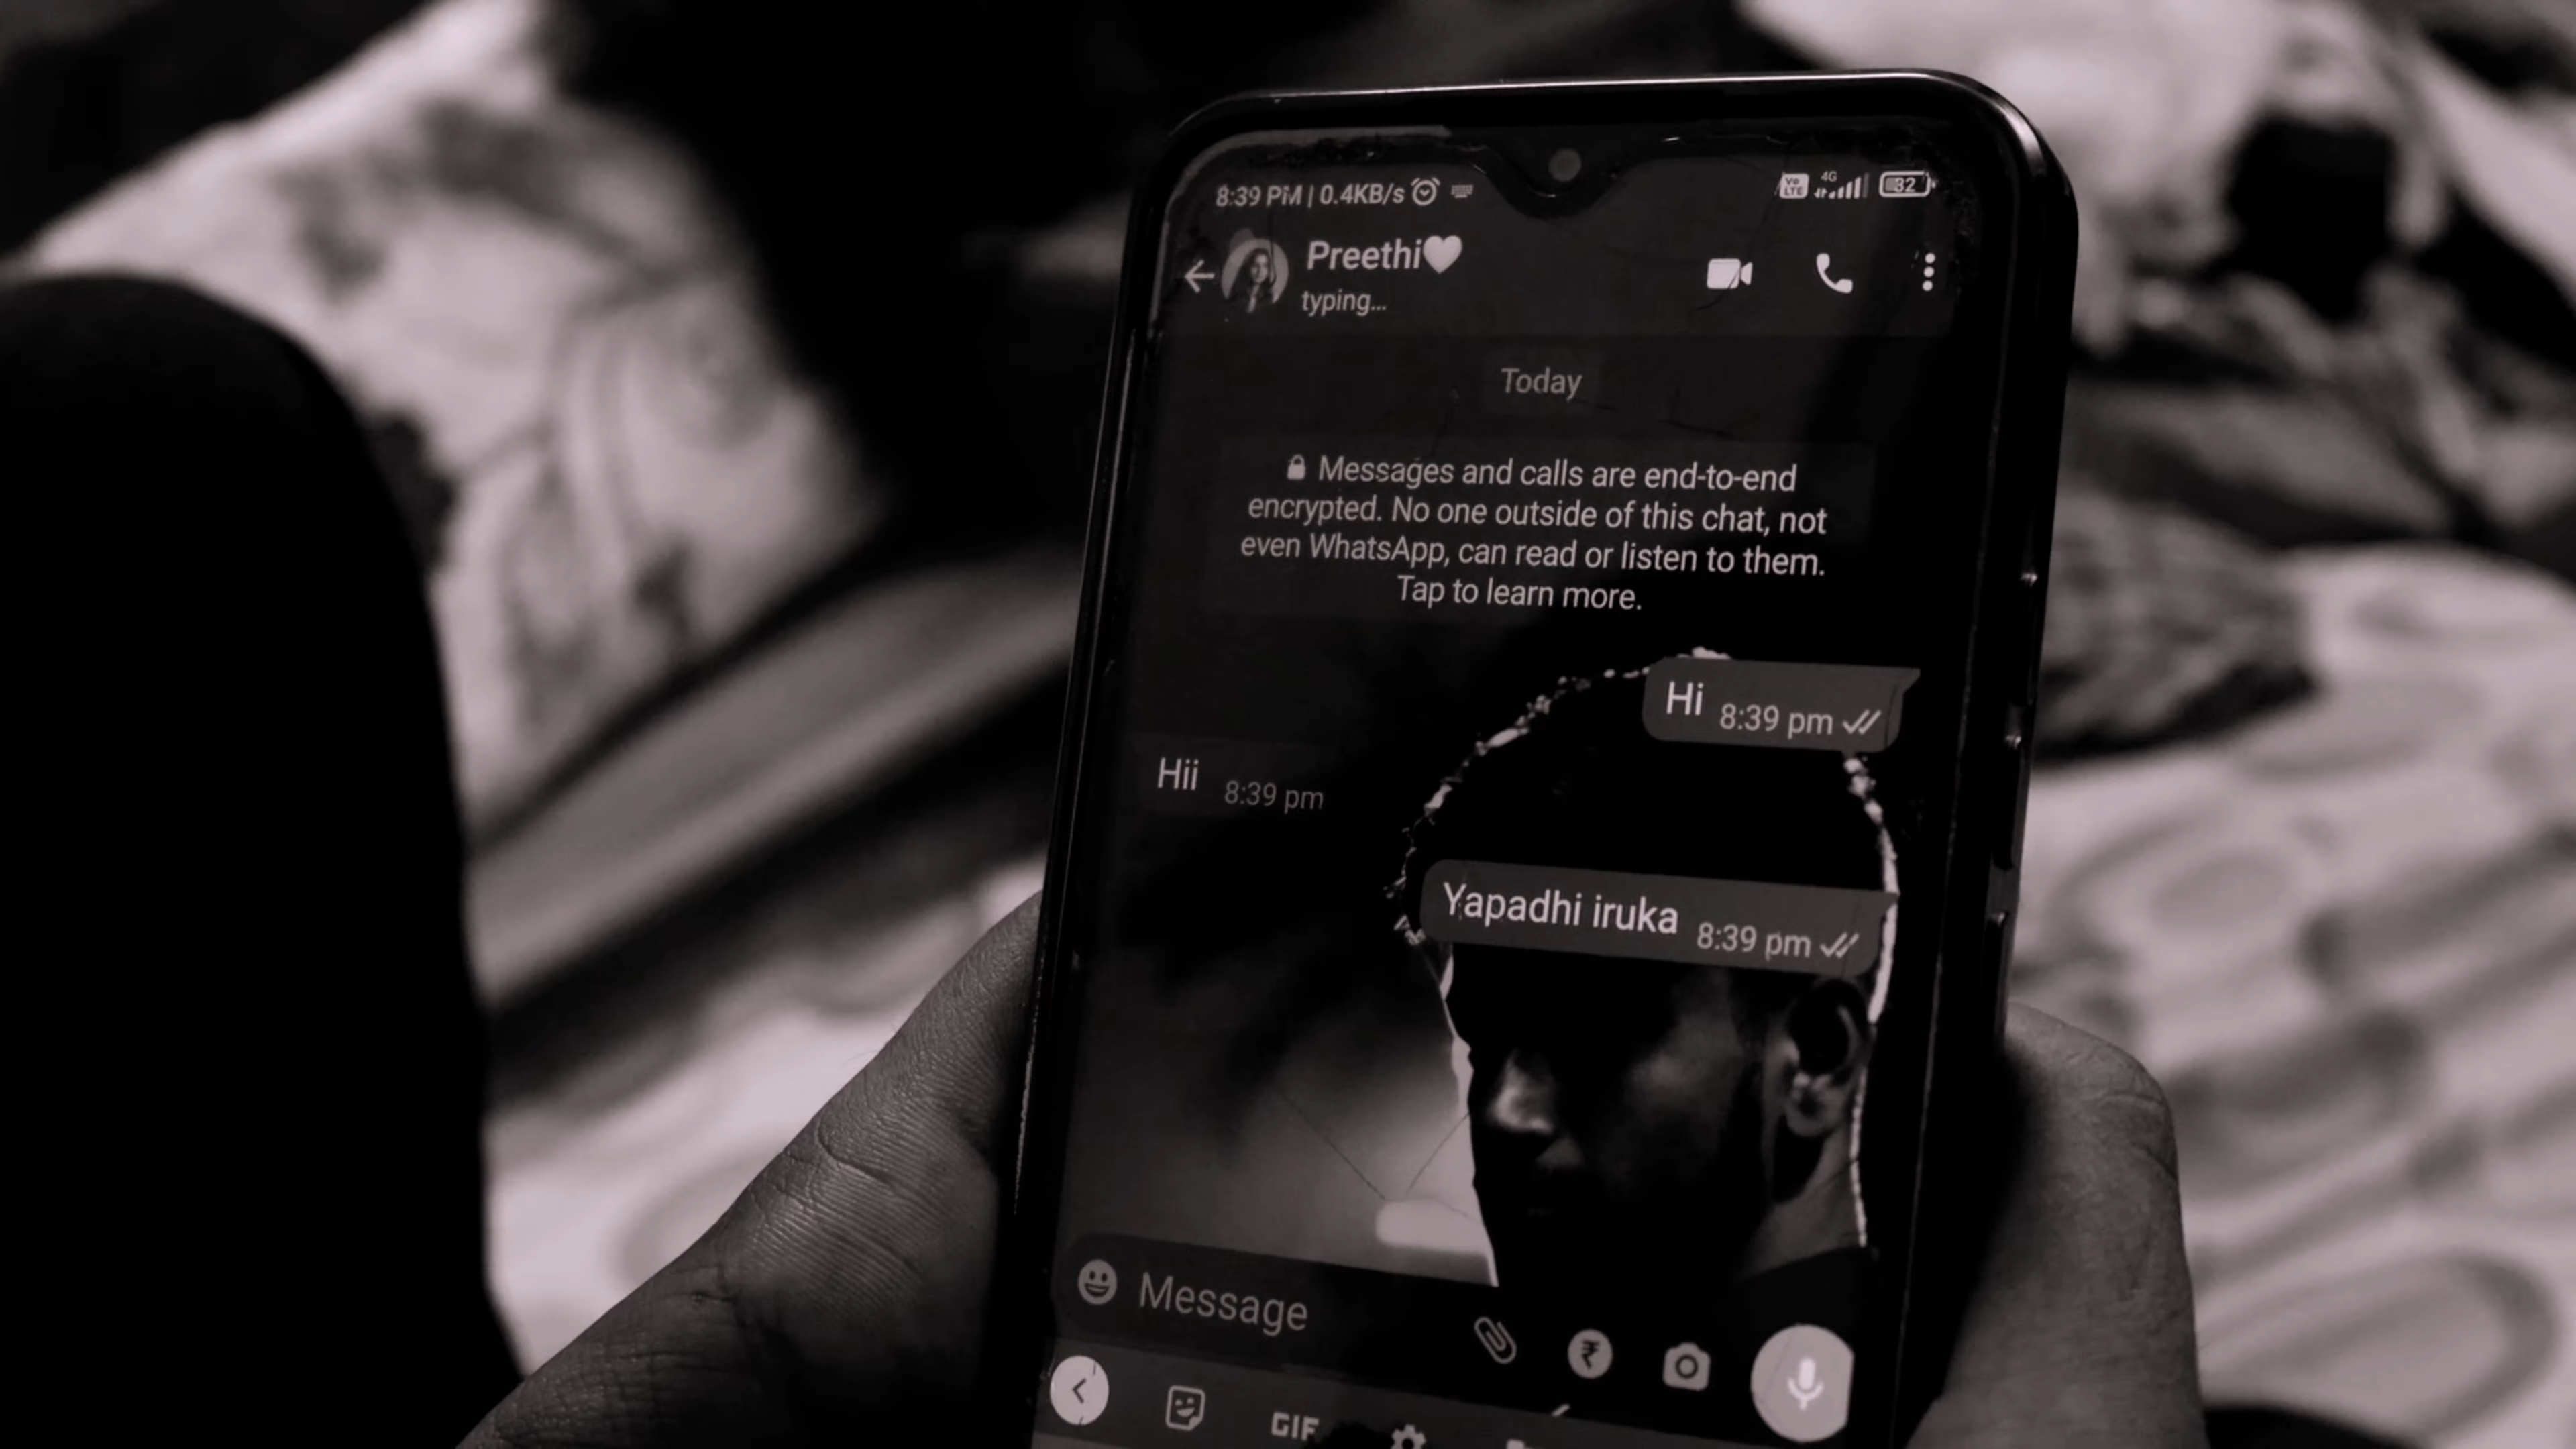 8:39 PM | 0.4KB/s
Vo LTE 4G 32
Preethi🤍
typing...
Today
🔒 Messages and calls are end-to-end
encrypted. No one outside of this chat, not
even WhatsApp, can read or listen to them.
Tap to learn more.
Hi 8:39 pm
Hii 8:39 pm
Yapadhi iruka 8:39 pm
Message
₹
GIF